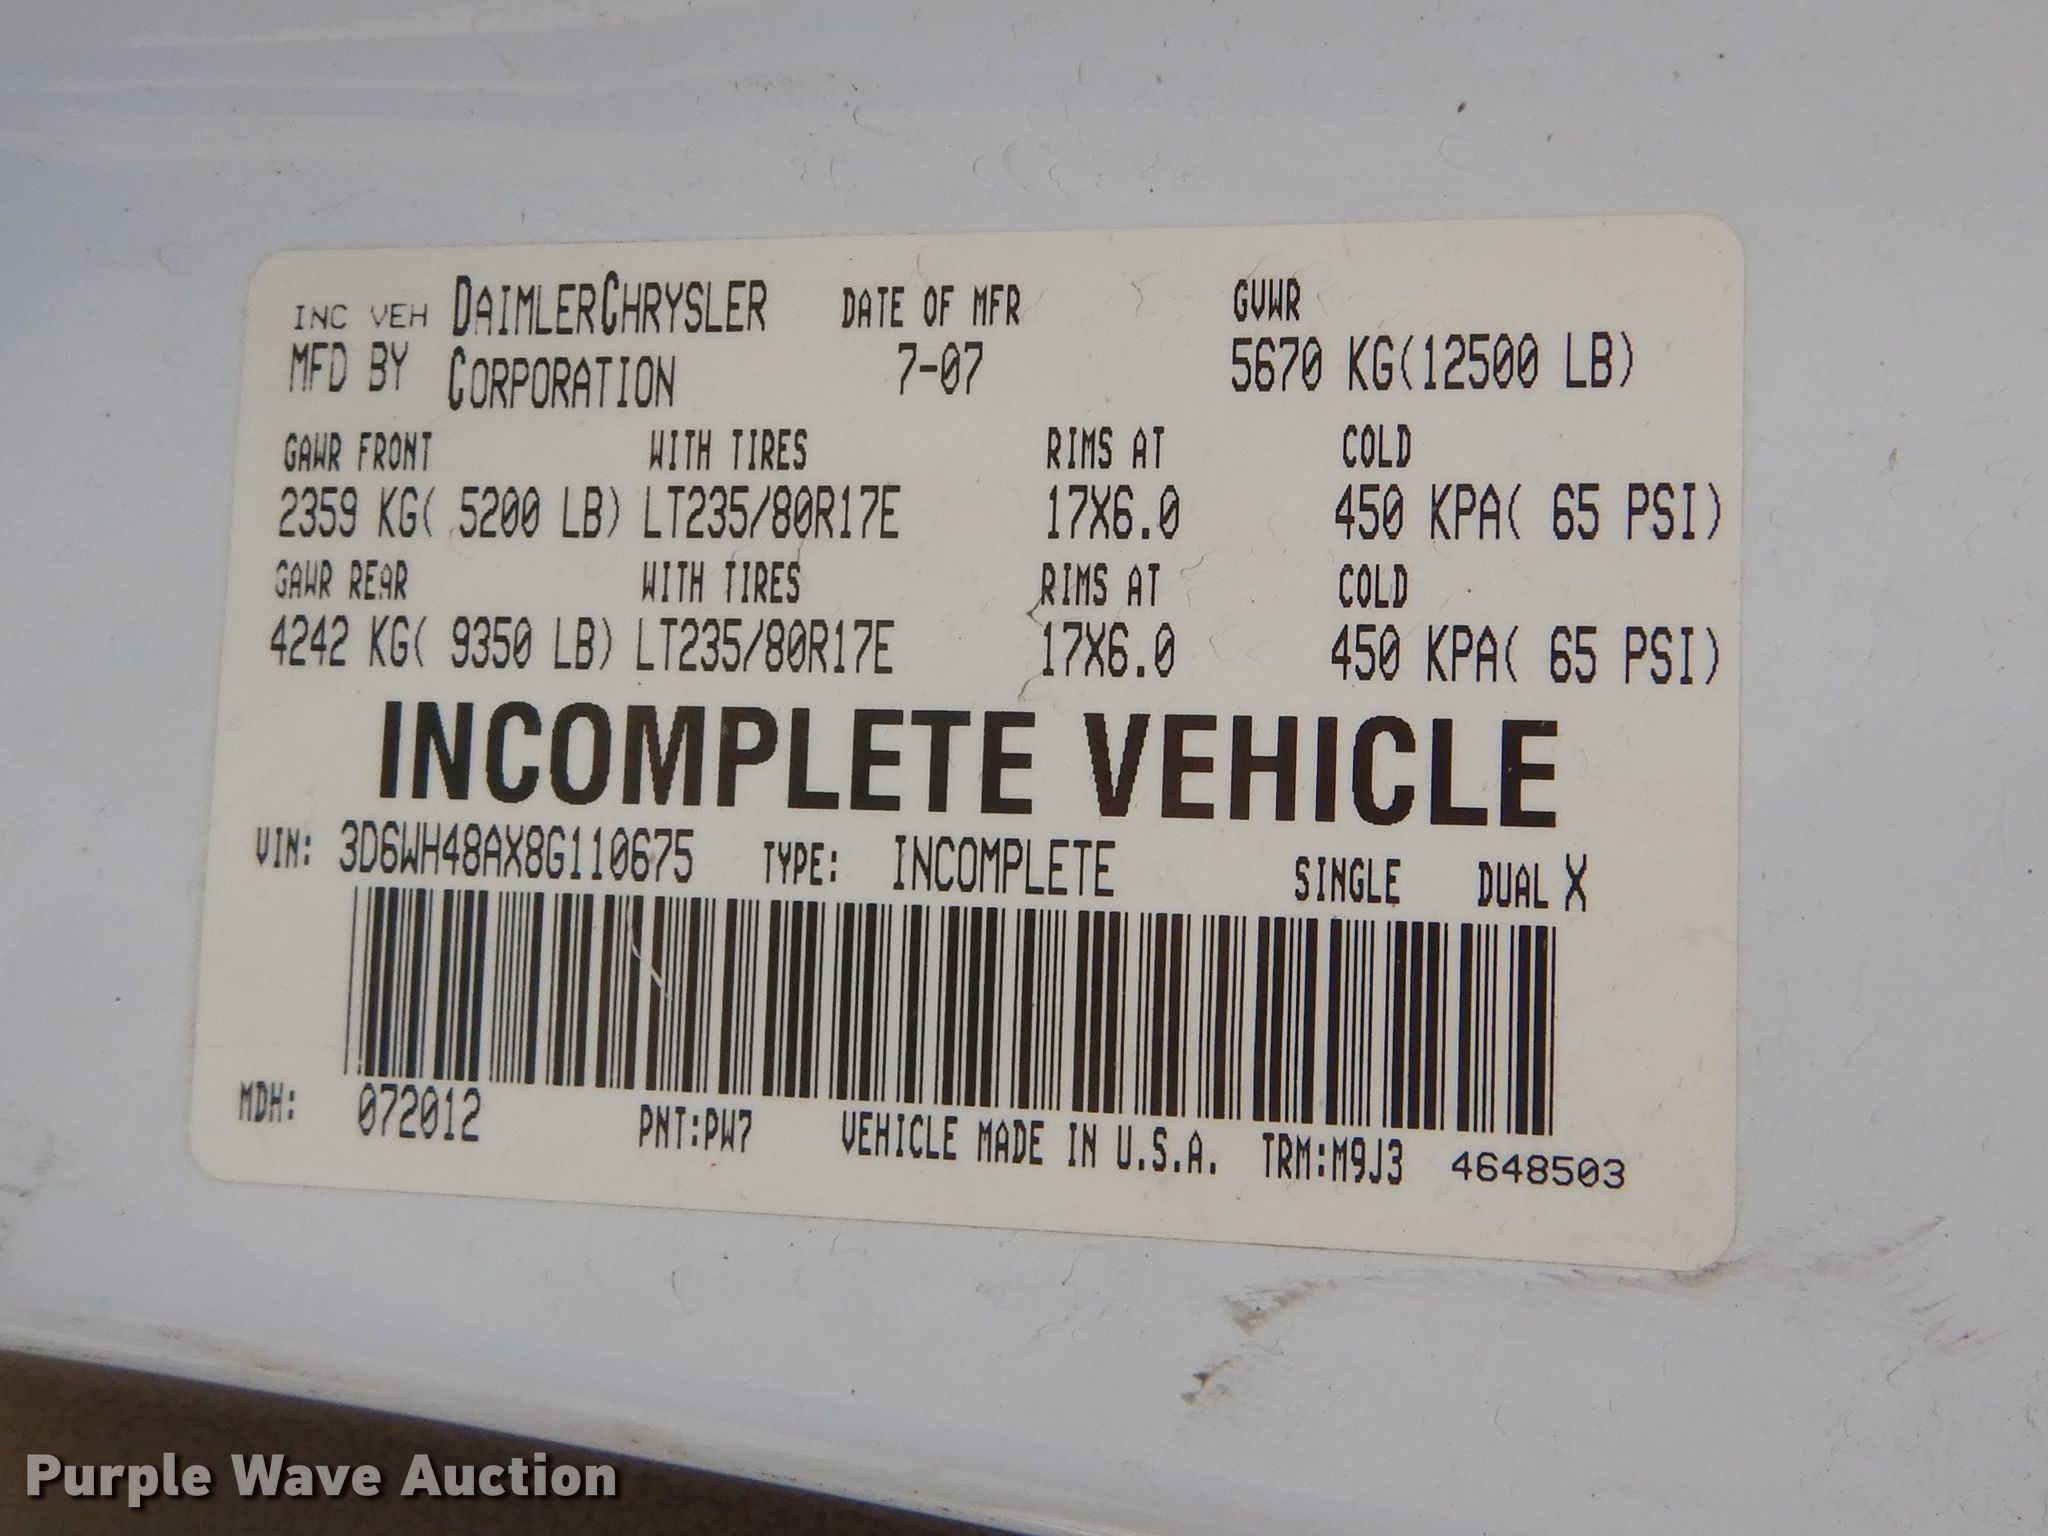 INC VEH DAIMLERCHRYSLER DATE OF MFR GVWR
MFD BY CORPORATION 7-07 5670 KG(12500 LB)
GAWR FRONT WITH TIRES RIMS AT COLD
2359 KG( 5200 LB) LT235/80R17E 17X6.0 450 KPA( 65 PSI)
GAWR REAR WITH TIRES RIMS AT COLD
4242 KG( 9350 LB) LT235/80R17E 17X6.0 450 KPA( 65 PSI)
INCOMPLETE VEHICLE
VIN: 3D6WH48AX8G110675 TYPE: INCOMPLETE SINGLE DUAL X
MDH: 072012 PNT:PW7 VEHICLE MADE IN U.S.A. TRM:M9J3 4648503
Purple Wave Auction